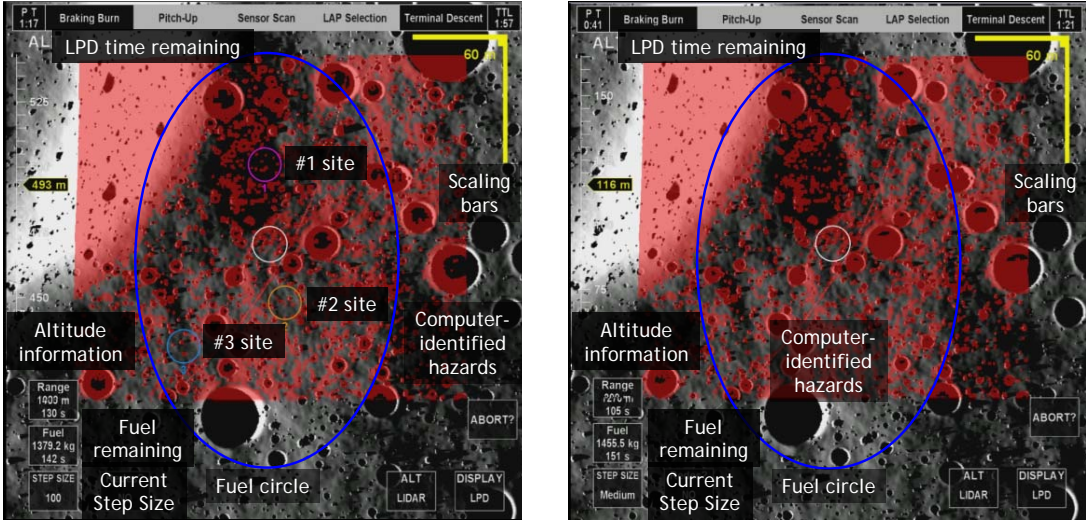 P T
1:17
Braking Burn
Pitch-Up
Sensor Scan
LAP Selection
Terminal Descent
TTL
1:57
AL
LPD time remaining
60 m
525
#1 site
493 m
Scaling
bars
450
#2 site
#3 site
Altitude
information
Computer-
identified
hazards
Range
130 s
ABORT?
Fuel
1379.2 kg
142 s
Fuel
remaining
STEP SIZE
100
Current
Step Size
Fuel circle
ALT
LIDAR
DISPLAY
LPD
P T
0:41
Braking Burn
Pitch-Up
Sensor Scan
LAP Selection
Terminal Descent
TTL
1:21
AL
LPD time remaining
60 m
150
116 m
Scaling
bars
75
Altitude
information
Computer-
identified
hazards
Range
105 s
ABORT?
Fuel
1455.5 kg
151 s
Fuel
remaining
STEP SIZE
Medium
Current
Step Size
Fuel circle
ALT
LIDAR
DISPLAY
LPD